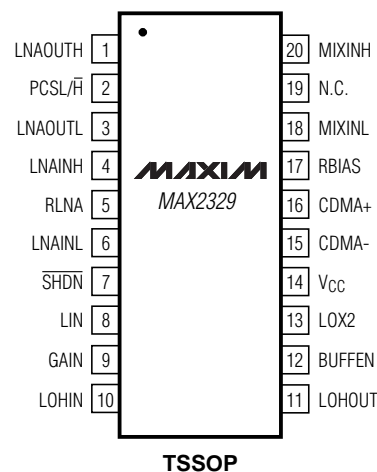 LNAOUTH 1
PCSL/H̅ 2
LNAOUTL 3
LNAINH 4
RLNA 5
LNAINL 6
S̅H̅D̅N̅ 7
LIN 8
GAIN 9
LOHIN 10
MAXIM
MAX2329
20 MIXINH
19 N.C.
18 MIXINL
17 RBIAS
16 CDMA+
15 CDMA-
14 VCC
13 LOX2
12 BUFFEN
11 LOHOUT
TSSOP